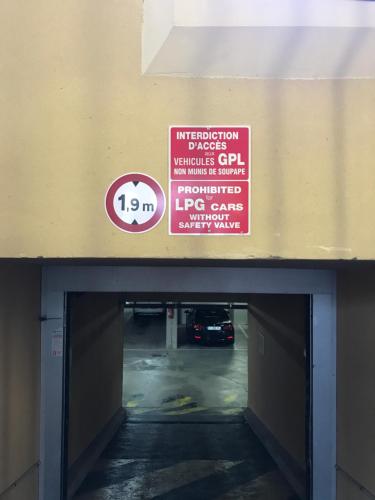 INTERDICTION
D'ACCÈS
aux
VEHICULES GPL
NON MUNIS DE SOUPAPE
1,9 m
PROHIBITED
for
LPG CARS
WITHOUT
SAFETY VALVE